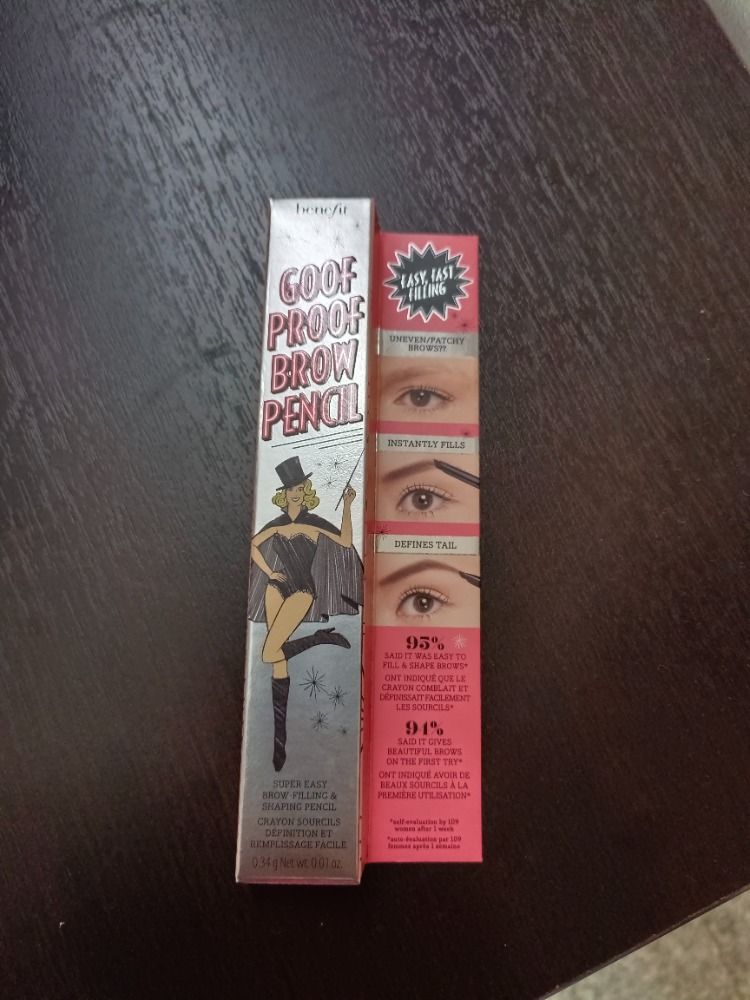 benefit
GOOF
PROOF
BROW
PENCIL
SUPER EASY
BROW-FILLING &
SHAPING PENCIL
CRAYON SOURCILS
DÉFINITION ET
REMPLISSAGE FACILE
0.34 g Net wt. 0.01 oz.
EASY, FAST
FILLING
UNEVEN/PATCHY
BROWS??
INSTANTLY FILLS
DEFINES TAIL
95%
SAID IT WAS EASY TO
FILL & SHAPE BROWS*
ONT INDIQUÉ QUE LE
CRAYON COMBLAIT ET
DÉFINISSAIT FACILEMENT
LES SOURCILS*
94%
SAID IT GIVES
BEAUTIFUL BROWS
ON THE FIRST TRY*
ONT INDIQUÉ AVOIR DE
BEAUX SOURCILS À LA
PREMIÈRE UTILISATION*
*self-evaluation by 109
women after 1 week
*auto-évaluation par 109
femmes après 1 semaine